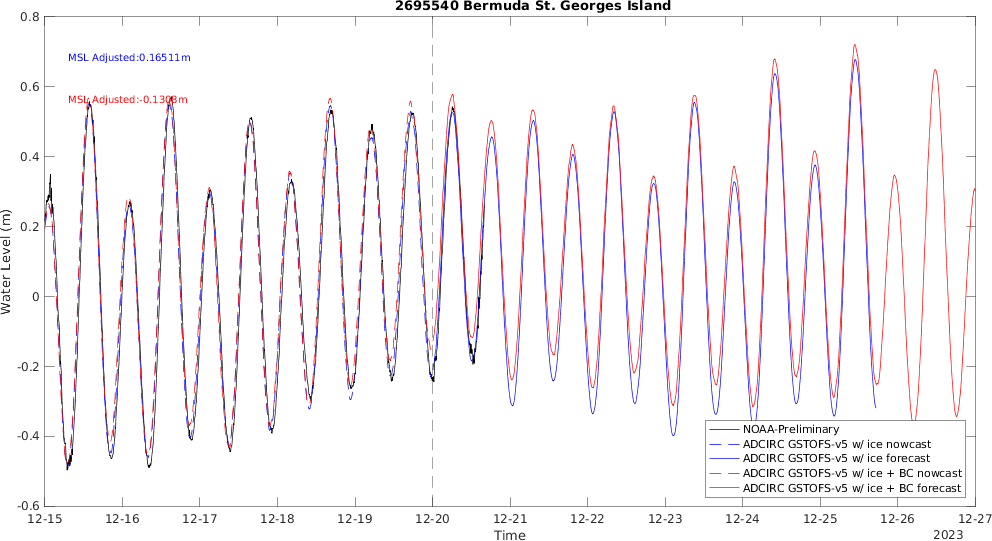 2695540 Bermuda St. Georges Island
MSL Adjusted:0.16511m
MSL Adjusted:-0.1303m
Water Level (m)
0.8
0.6
0.4
0.2
0
-0.2
-0.4
-0.6
12-15
12-16
12-17
12-18
12-19
12-20
12-21
12-22
12-23
12-24
12-25
12-26
12-27
Time
2023
NOAA-Preliminary
ADCIRC GSTOFS-v5 w/ ice nowcast
ADCIRC GSTOFS-v5 w/ ice forecast
ADCIRC GSTOFS-v5 w/ ice + BC nowcast
ADCIRC GSTOFS-v5 w/ ice + BC forecast